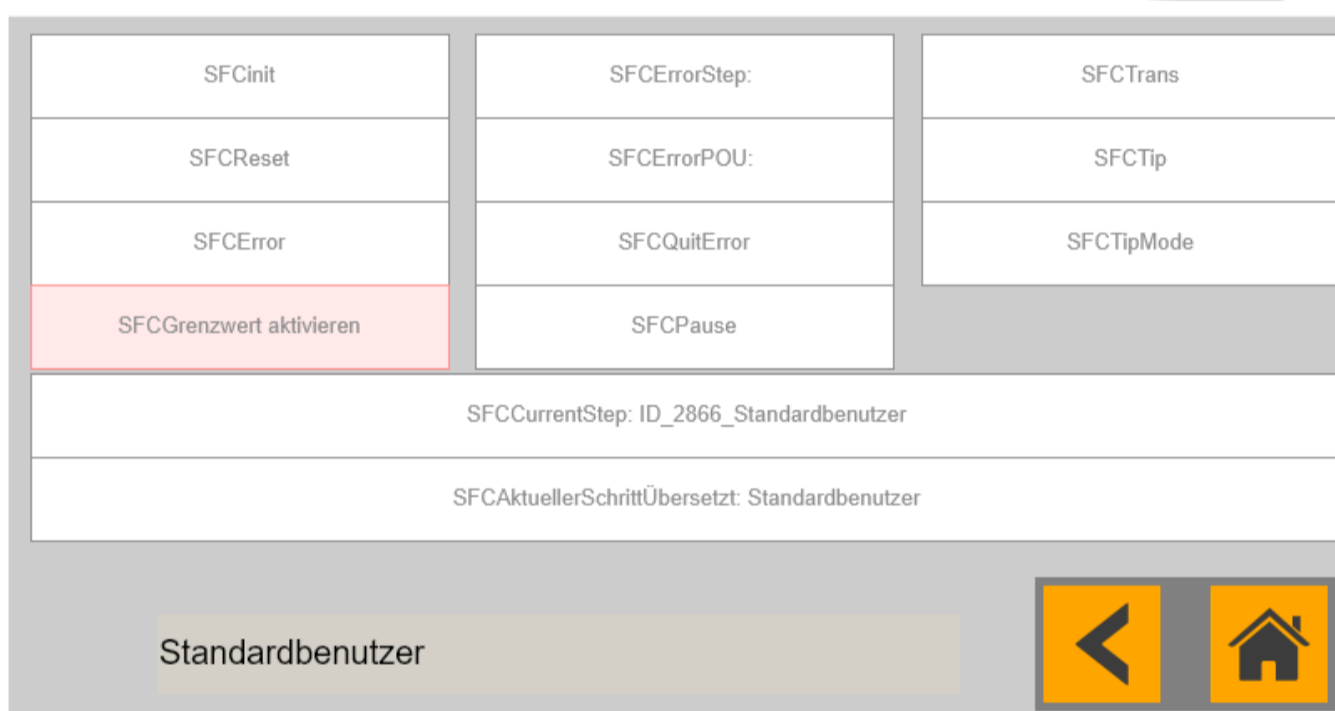 SFCinit
SFCErrorStep:
SFCTrans
SFCReset
SFCErrorPOU:
SFCTip
SFCError
SFCQuitError
SFCTipMode
SFCGrenzwert aktivieren
SFCPause
SFCCurrentStep: ID_2866_Standardbenutzer
SFCAktuellerSchrittÜbersetzt: Standardbenutzer
Standardbenutzer